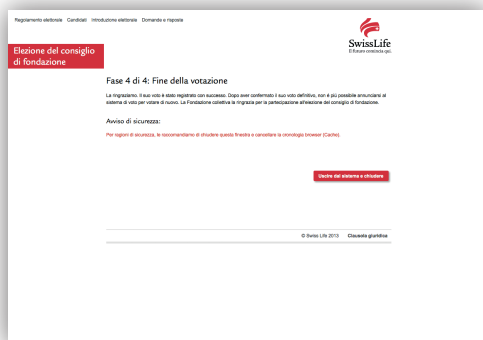 Regolamento elettorale Candidati Introduzione elettorale Domande e risposte
SwissLife
Il futuro comincia qui.
Elezione del consiglio
di fondazione
Fase 4 di 4: Fine della votazione
La ringraziamo. Il suo voto è stato registrato con successo. Dopo aver confermato il suo voto definitivo, non è più possibile annunciarsi al
sistema di voto per votare di nuovo. La Fondazione collettiva la ringrazia per la partecipazione all'elezione del consiglio di fondazione.
Avviso di sicurezza:
Per ragioni di sicurezza, le raccomandiamo di chiudere questa finestra e cancellare la cronologia browser (Cache).
Uscire dal sistema e chiudere
© Swiss Life 2013 Clausola giuridica